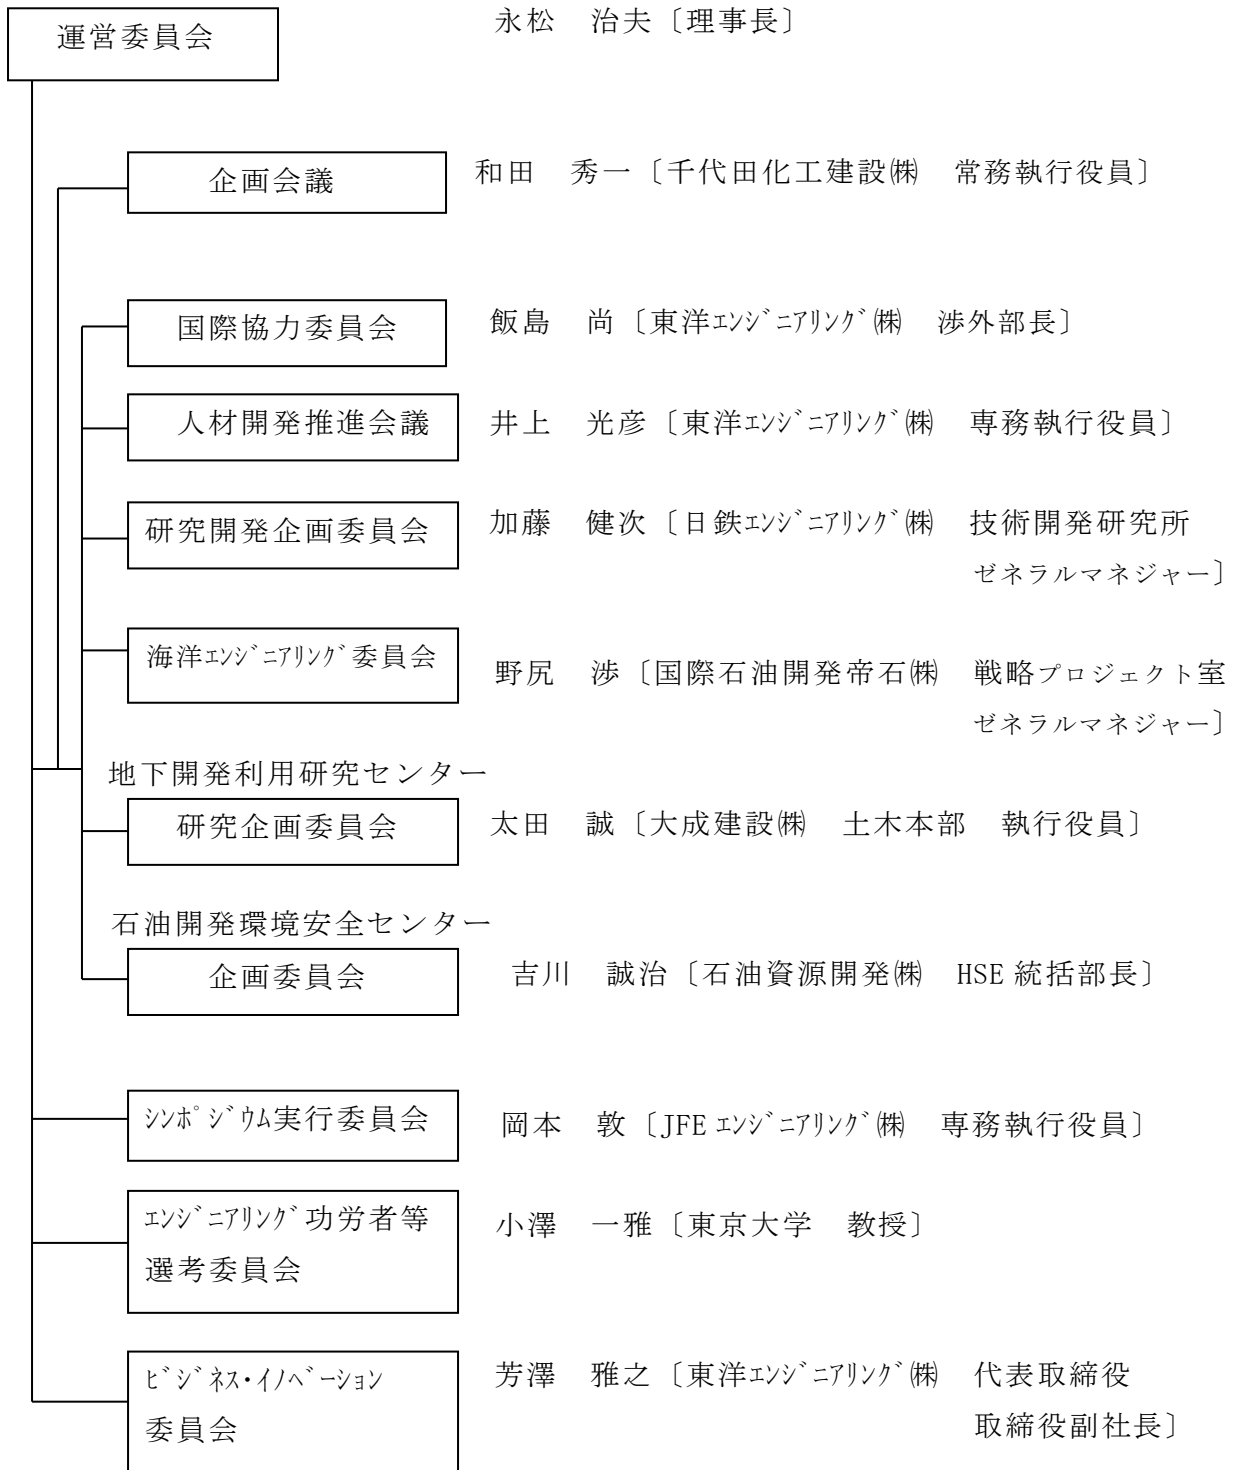 運営委員会　永松　治夫〔理事長〕
企画会議　和田　秀一〔千代田化工建設㈱　常務執行役員〕
国際協力委員会　飯島　尚〔東洋ｴﾝｼﾞﾆｱﾘﾝｸﾞ㈱　渉外部長〕
人材開発推進会議　井上　光彦〔東洋ｴﾝｼﾞﾆｱﾘﾝｸﾞ㈱　専務執行役員〕
研究開発企画委員会　加藤　健次〔日鉄ｴﾝｼﾞﾆｱﾘﾝｸﾞ㈱　技術開発研究所
ゼネラルマネジャー〕
海洋ｴﾝｼﾞﾆｱﾘﾝｸﾞ委員会　野尻　渉〔国際石油開発帝石㈱　戦略プロジェクト室
ゼネラルマネジャー〕
地下開発利用研究センター
研究企画委員会　太田　誠〔大成建設㈱　土木本部　執行役員〕
石油開発環境安全センター
企画委員会　吉川　誠治〔石油資源開発㈱　HSE 統括部長〕
ｼﾝﾎﾟｼﾞｳﾑ実行委員会　岡本　敦〔JFE ｴﾝｼﾞﾆｱﾘﾝｸﾞ㈱　専務執行役員〕
ｴﾝｼﾞﾆｱﾘﾝｸﾞ功労者等　小澤　一雅〔東京大学　教授〕
選考委員会
ﾋﾞｼﾞﾈｽ･ｲﾉﾍﾞｰｼｮﾝ　芳澤　雅之〔東洋ｴﾝｼﾞﾆｱﾘﾝｸﾞ㈱　代表取締役
委員会　取締役副社長〕